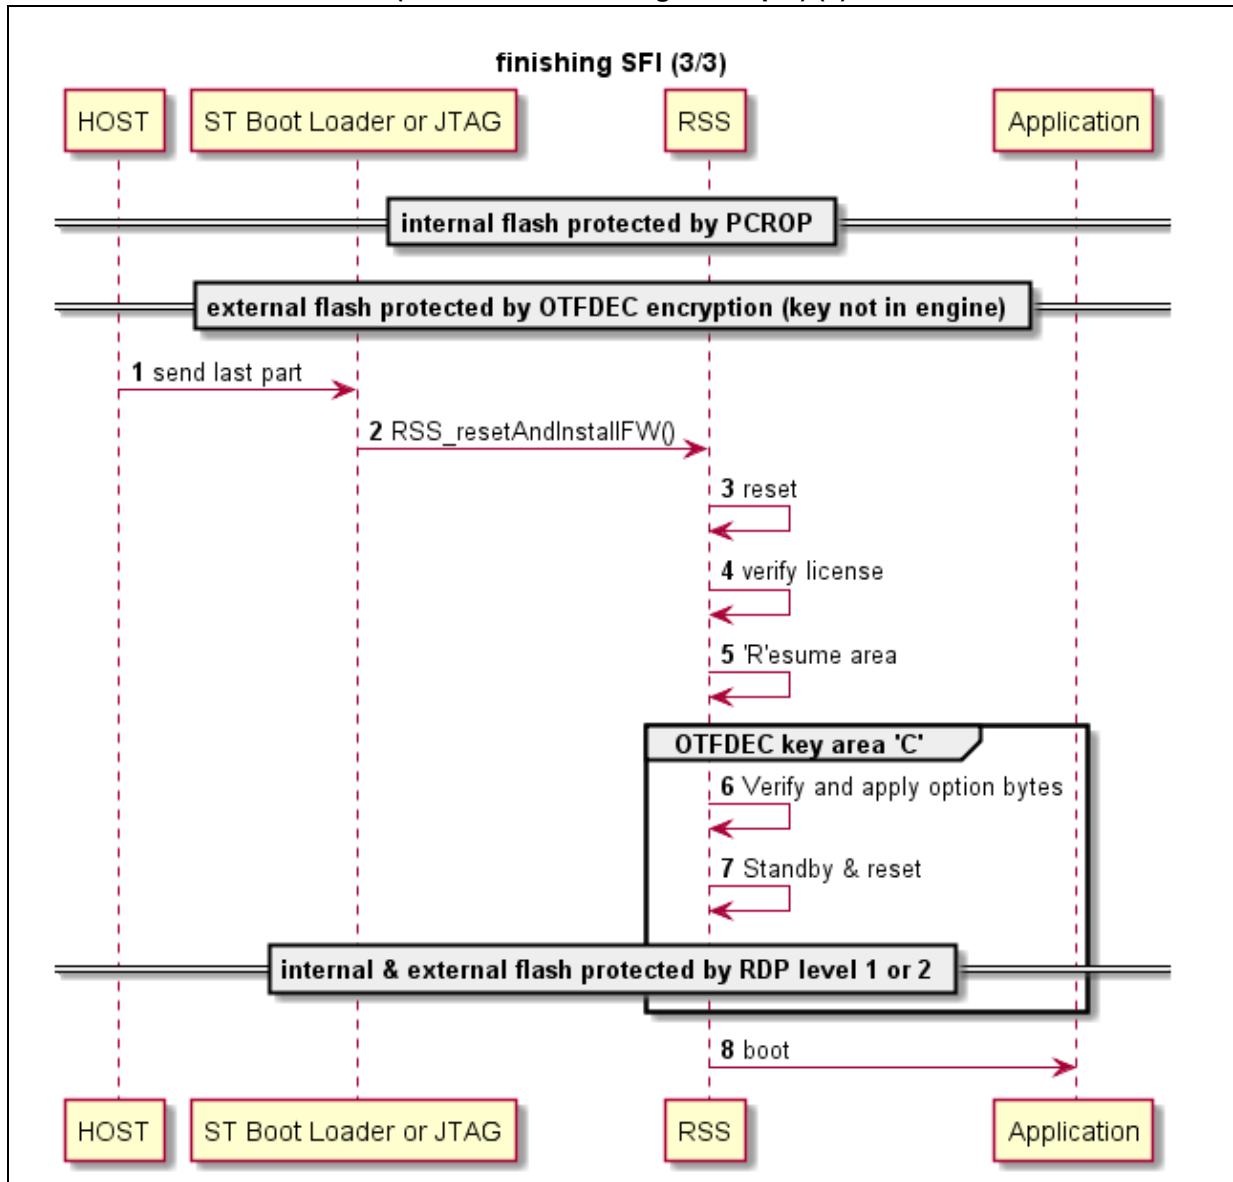 finishing SFI (3/3)
HOST
ST Boot Loader or JTAG
RSS
Application
internal flash protected by PCROP
external flash protected by OTFDEC encryption (key not in engine)
1 send last part
2 RSS_resetAndInstallFW()
3 reset
4 verify license
5 'R'esume area
OTFDEC key area 'C'
6 Verify and apply option bytes
7 Standby & reset
internal & external flash protected by RDP level 1 or 2
8 boot
HOST
ST Boot Loader or JTAG
RSS
Application